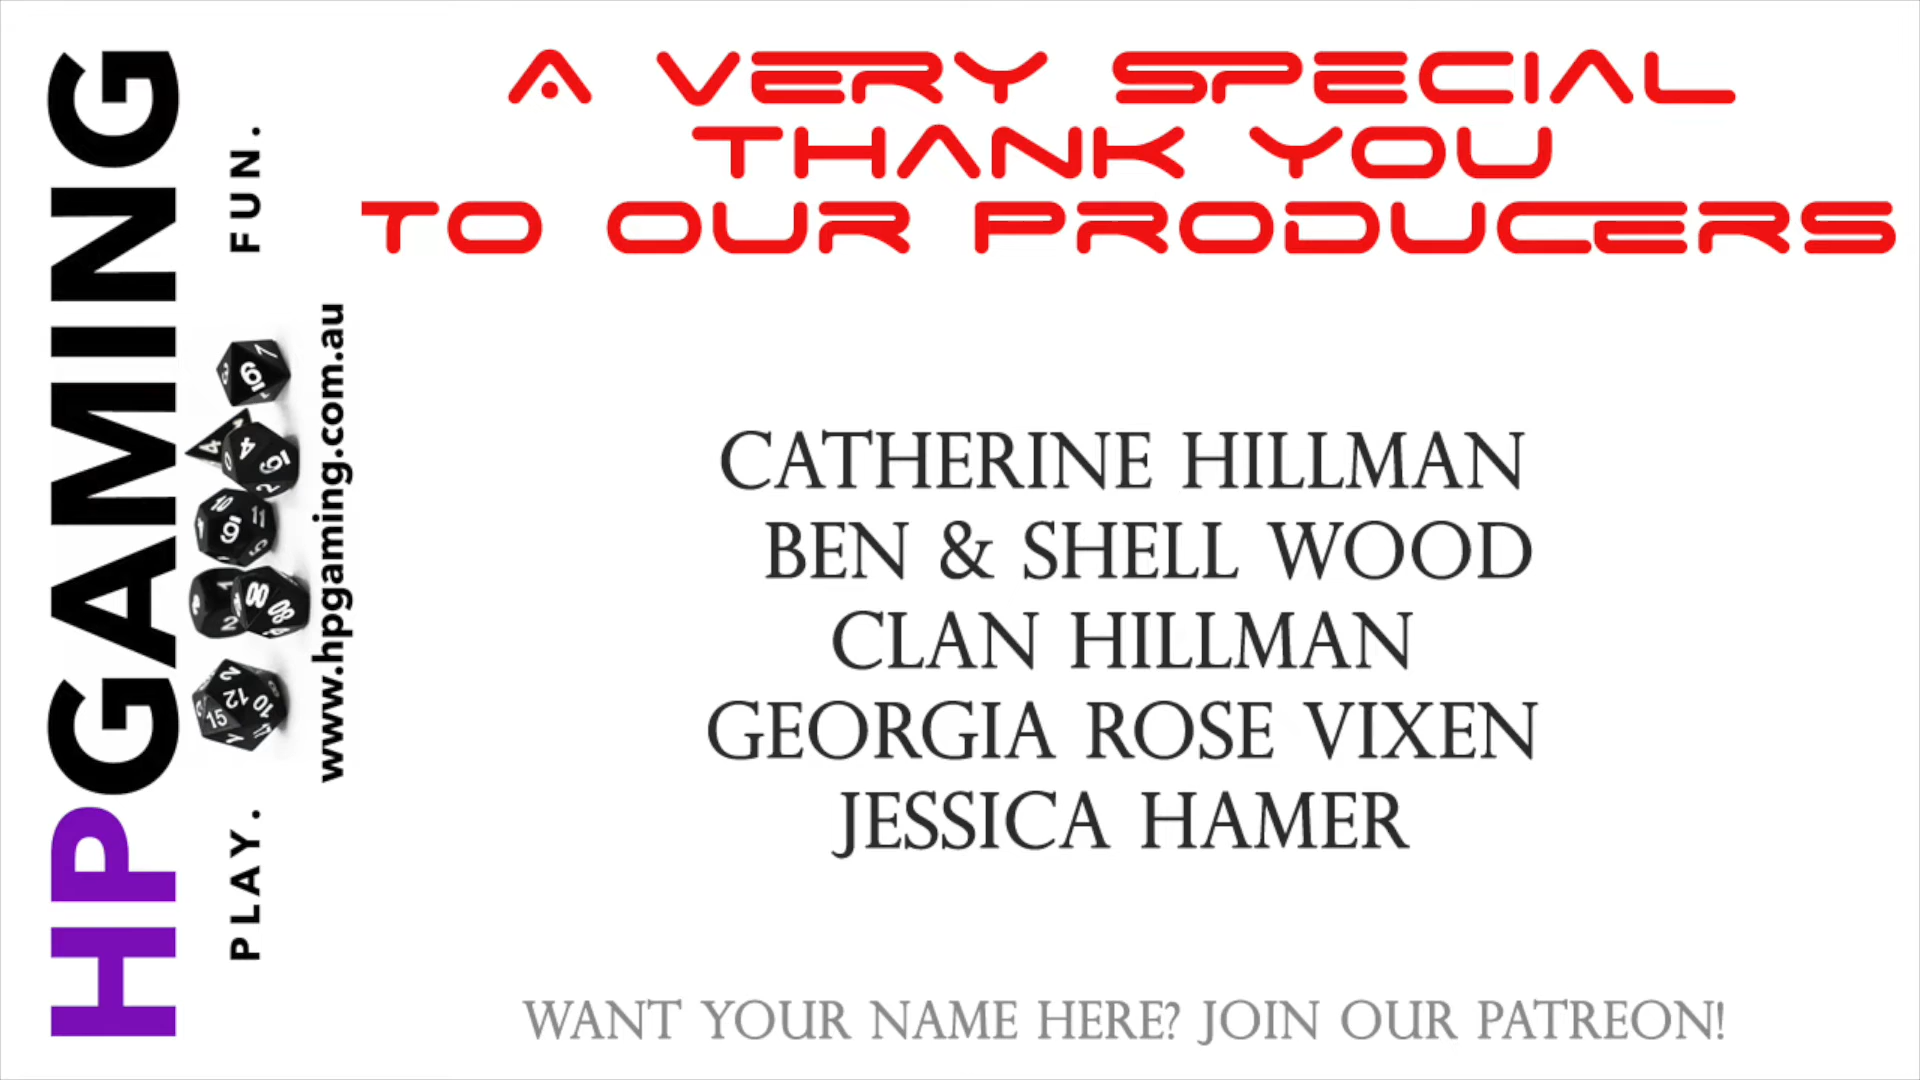 HPGAMING
PLAY. FUN.
www.hpgaming.com.au
A VERY SPECIAL
THANK YOU
TO OUR PRODUCERS
CATHERINE HILLMAN
BEN & SHELL WOOD
CLAN HILLMAN
GEORGIA ROSE VIXEN
JESSICA HAMER
WANT YOUR NAME HERE? JOIN OUR PATREON!